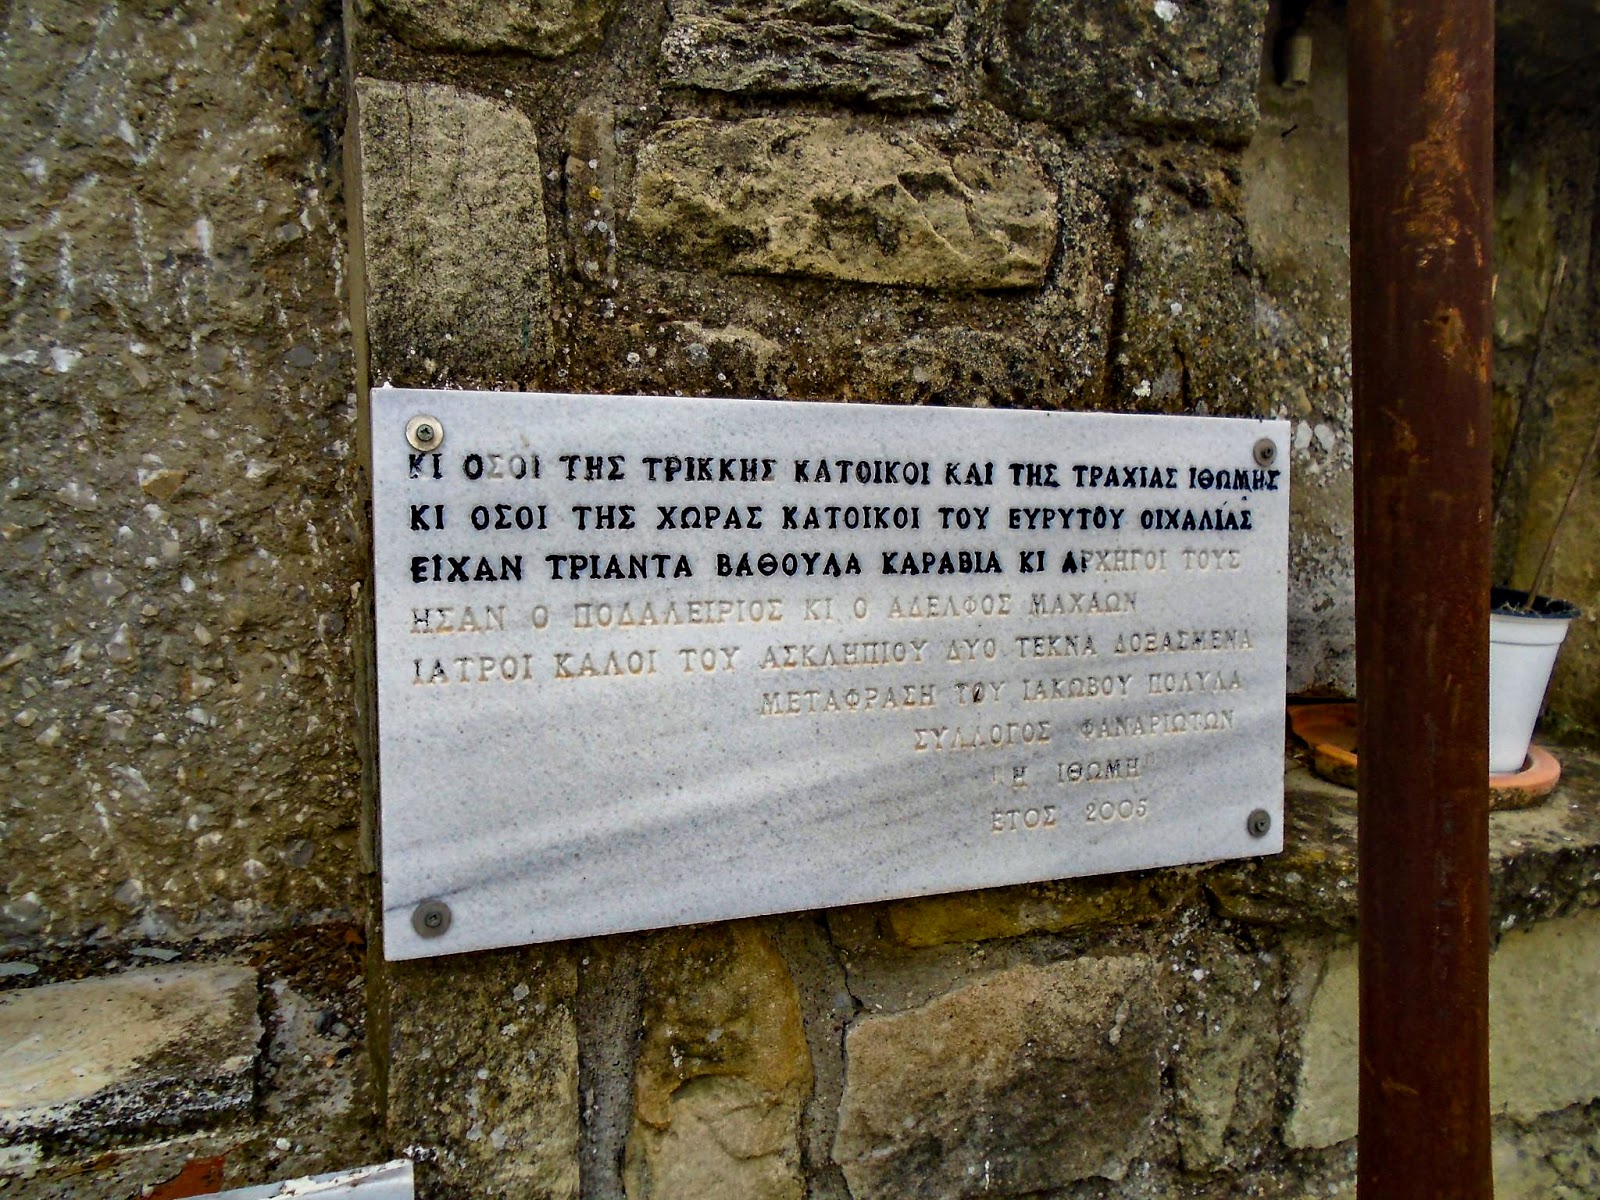 ΚΙ ΟΣΟΙ ΤΗΣ ΤΡΙΚΚΗΣ ΚΑΤΟΙΚΟΙ ΚΑΙ ΤΗΣ ΤΡΑΧΙΑΣ ΙΘΩΜΗΣ
ΚΙ ΟΣΟΙ ΤΗΣ ΧΩΡΑΣ ΚΑΤΟΙΚΟΙ ΤΟΥ ΕΥΡΥΤΟΥ ΟΙΧΑΛΙΑΣ
ΕΙΧΑΝ ΤΡΙΑΝΤΑ ΒΑΘΟΥΛΑ ΚΑΡΑΒΙΑ ΚΙ ΑΡΧΗΓΟΙ ΤΟΥΣ
ΗΣΑΝ Ο ΠΟΔΑΛΕΙΡΙΟΣ ΚΙ Ο ΑΔΕΛΦΟΣ ΜΑΧΑΩΝ
ΙΑΤΡΟΙ ΚΑΛΟΙ ΤΟΥ ΑΣΚΛΗΠΙΟΥ ΔΥΟ ΤΕΚΝΑ ΔΟΞΑΣΜΕΝΑ
ΜΕΤΑΦΡΑΣΗ ΤΟΥ ΙΑΚΩΒΟΥ ΠΟΛΥΛΑ
ΣΥΛΛΟΓΟΣ ΦΑΝΑΡΙΩΤΩΝ
"Η ΙΘΩΜΗ"
ΕΤΟΣ 2005